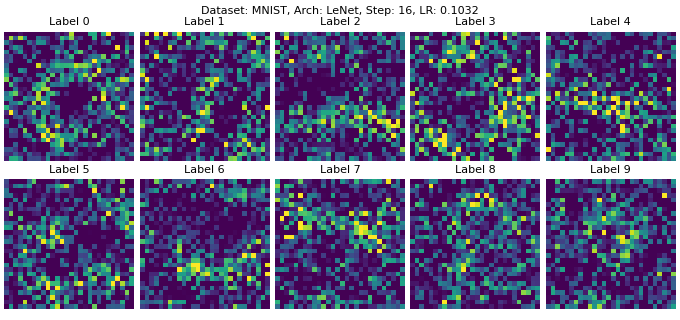 Dataset: MNIST, Arch: LeNet, Step: 16, LR: 0.1032
Label 0 Label 1 Label 2 Label 3 Label 4
Label 5 Label 6 Label 7 Label 8 Label 9